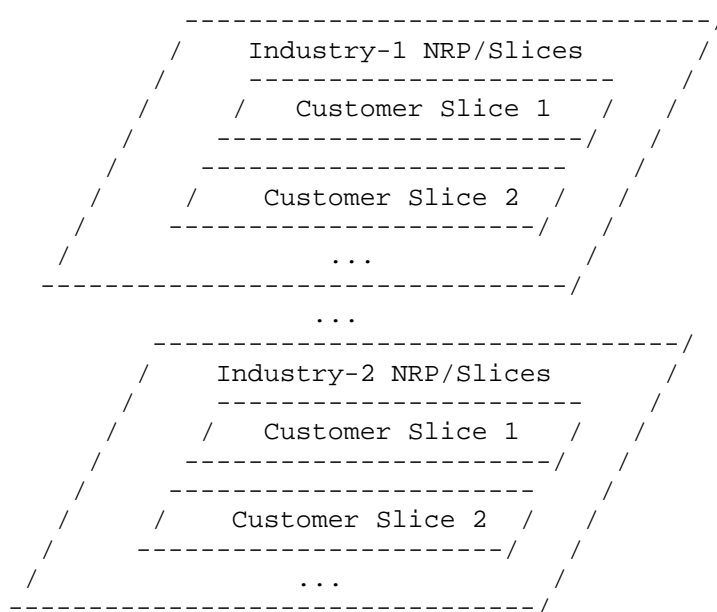 Industry-1 NRP/Slices
Customer Slice 1
Customer Slice 2
...
...
Industry-2 NRP/Slices
Customer Slice 1
Customer Slice 2
...